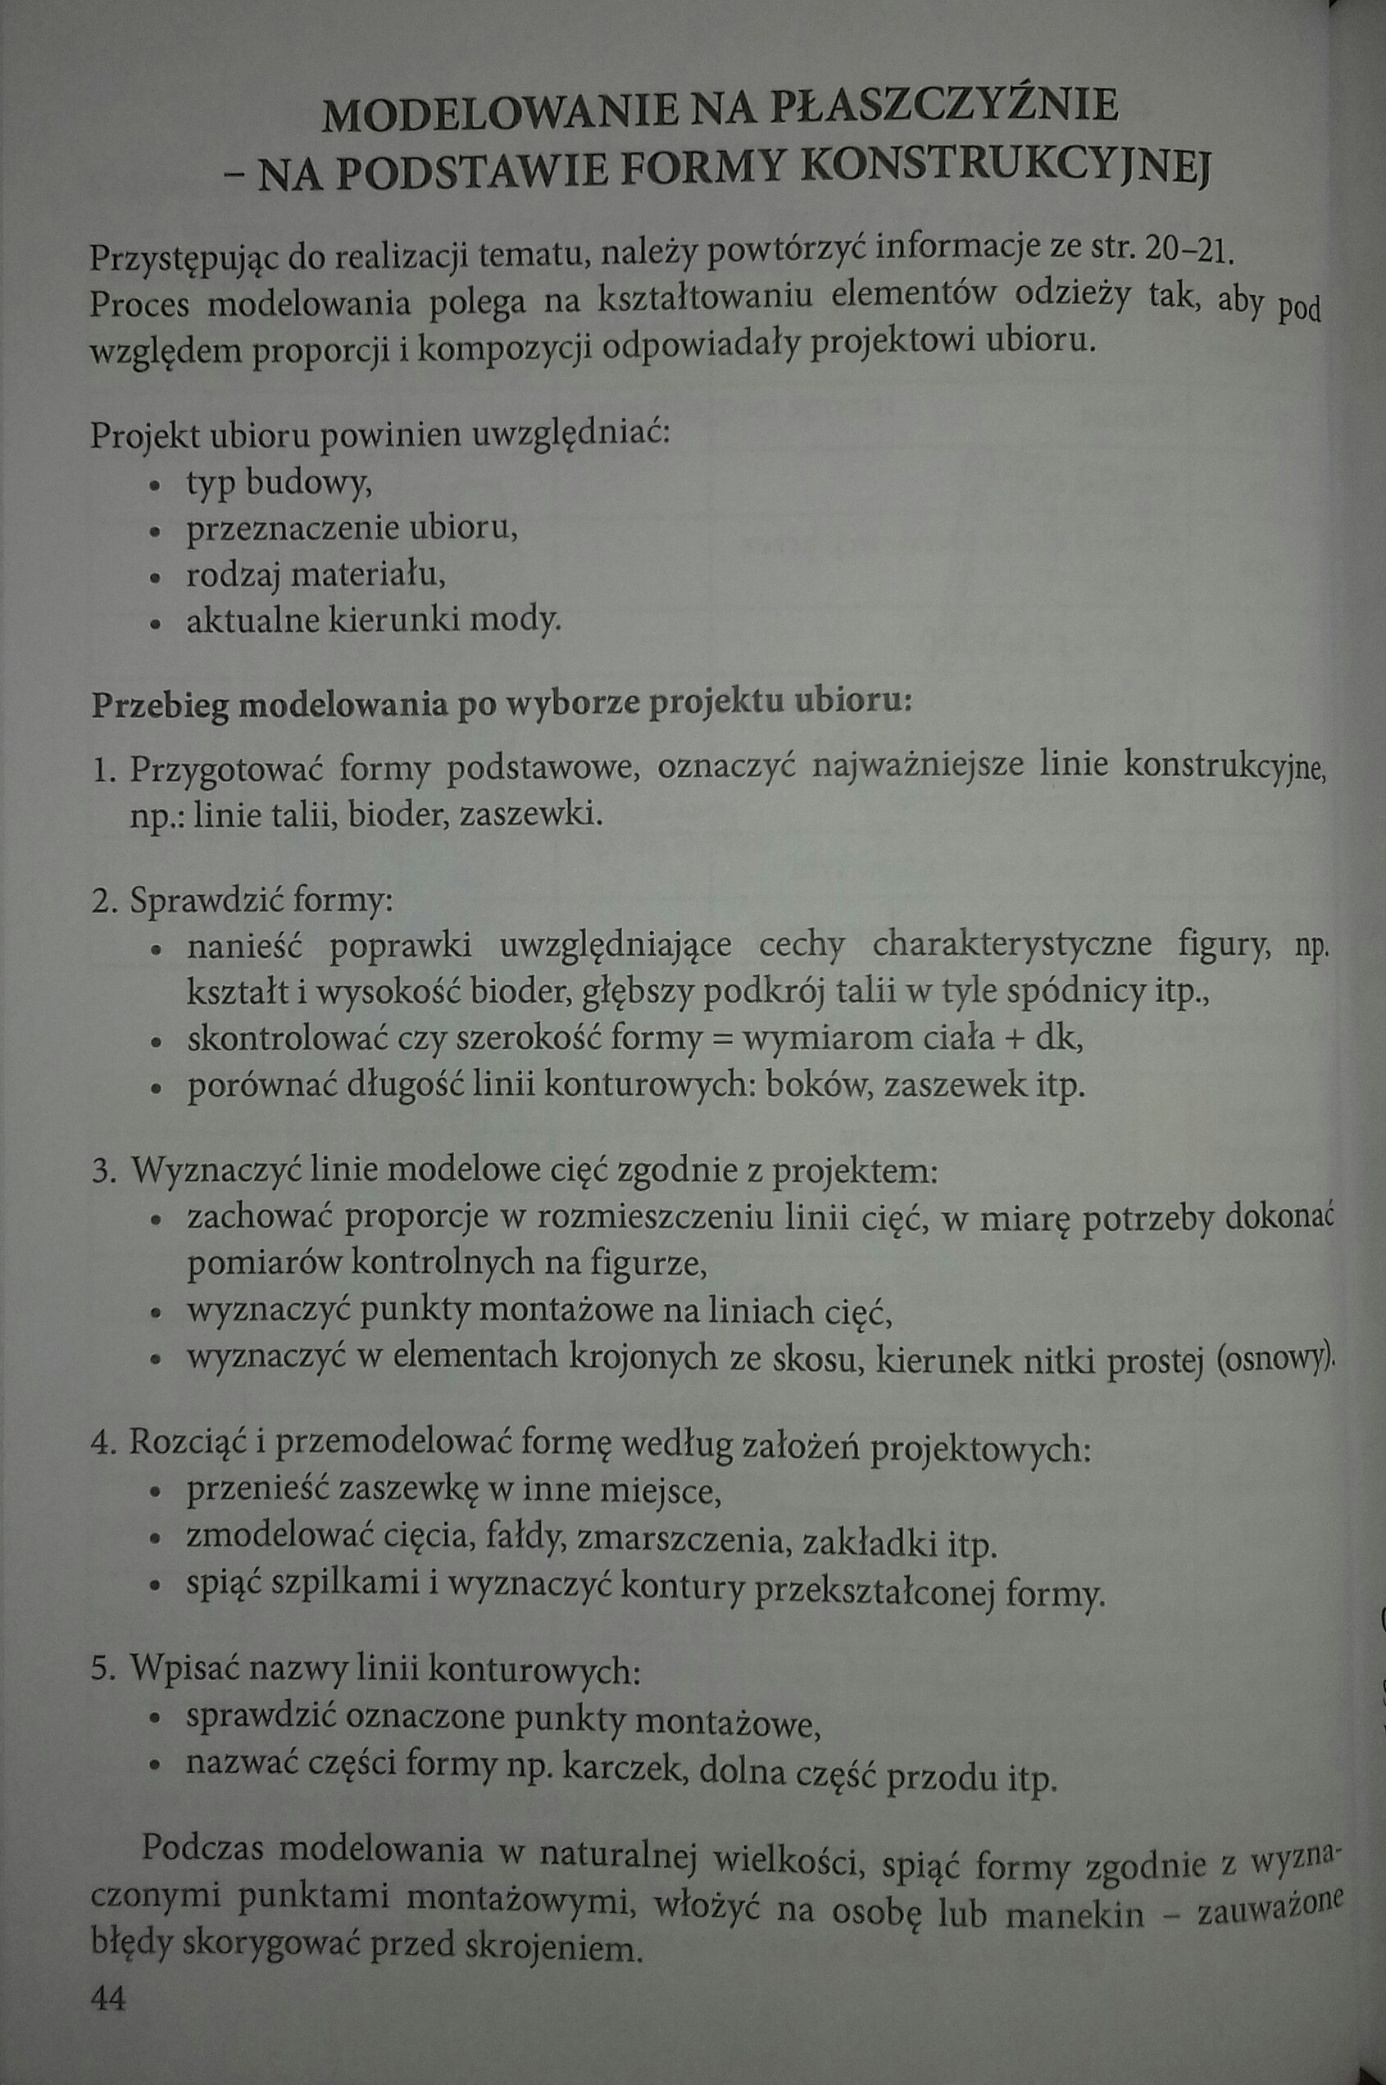 MODELOWANIE NA PŁASZCZYŹNIE
– NA PODSTAWIE FORMY KONSTRUKCYJNEJ
Przystępując do realizacji tematu, należy powtórzyć informacje ze str. 20–21.
Proces modelowania polega na kształtowaniu elementów odzieży tak, aby pod
względem proporcji i kompozycji odpowiadały projektowi ubioru.
Projekt ubioru powinien uwzględniać:
• typ budowy,
• przeznaczenie ubioru,
• rodzaj materiału,
• aktualne kierunki mody.
Przebieg modelowania po wyborze projektu ubioru:
1. Przygotować formy podstawowe, oznaczyć najważniejsze linie konstrukcyjne,
np.: linie talii, bioder, zaszewki.
2. Sprawdzić formy:
• nanieść poprawki uwzględniające cechy charakterystyczne figury, np.
kształt i wysokość bioder, głębszy podkrój talii w tyle spódnicy itp.,
• skontrolować czy szerokość formy = wymiarom ciała + dk,
• porównać długość linii konturowych: boków, zaszewek itp.
3. Wyznaczyć linie modelowe cięć zgodnie z projektem:
• zachować proporcje w rozmieszczeniu linii cięć, w miarę potrzeby dokonać
pomiarów kontrolnych na figurze,
• wyznaczyć punkty montażowe na liniach cięć,
• wyznaczyć w elementach krojonych ze skosu, kierunek nitki prostej (osnowy).
4. Rozciąć i przemodelować formę według założeń projektowych:
• przenieść zaszewkę w inne miejsce,
• zmodelować cięcia, fałdy, zmarszczenia, zakładki itp.
• spiąć szpilkami i wyznaczyć kontury przekształconej formy.
5. Wpisać nazwy linii konturowych:
• sprawdzić oznaczone punkty montażowe,
• nazwać części formy np. karczek, dolna część przodu itp.
Podczas modelowania w naturalnej wielkości, spiąć formy zgodnie z wyzna-
czonymi punktami montażowymi, włożyć na osobę lub manekin – zauważone
błędy skorygować przed skrojeniem.
44